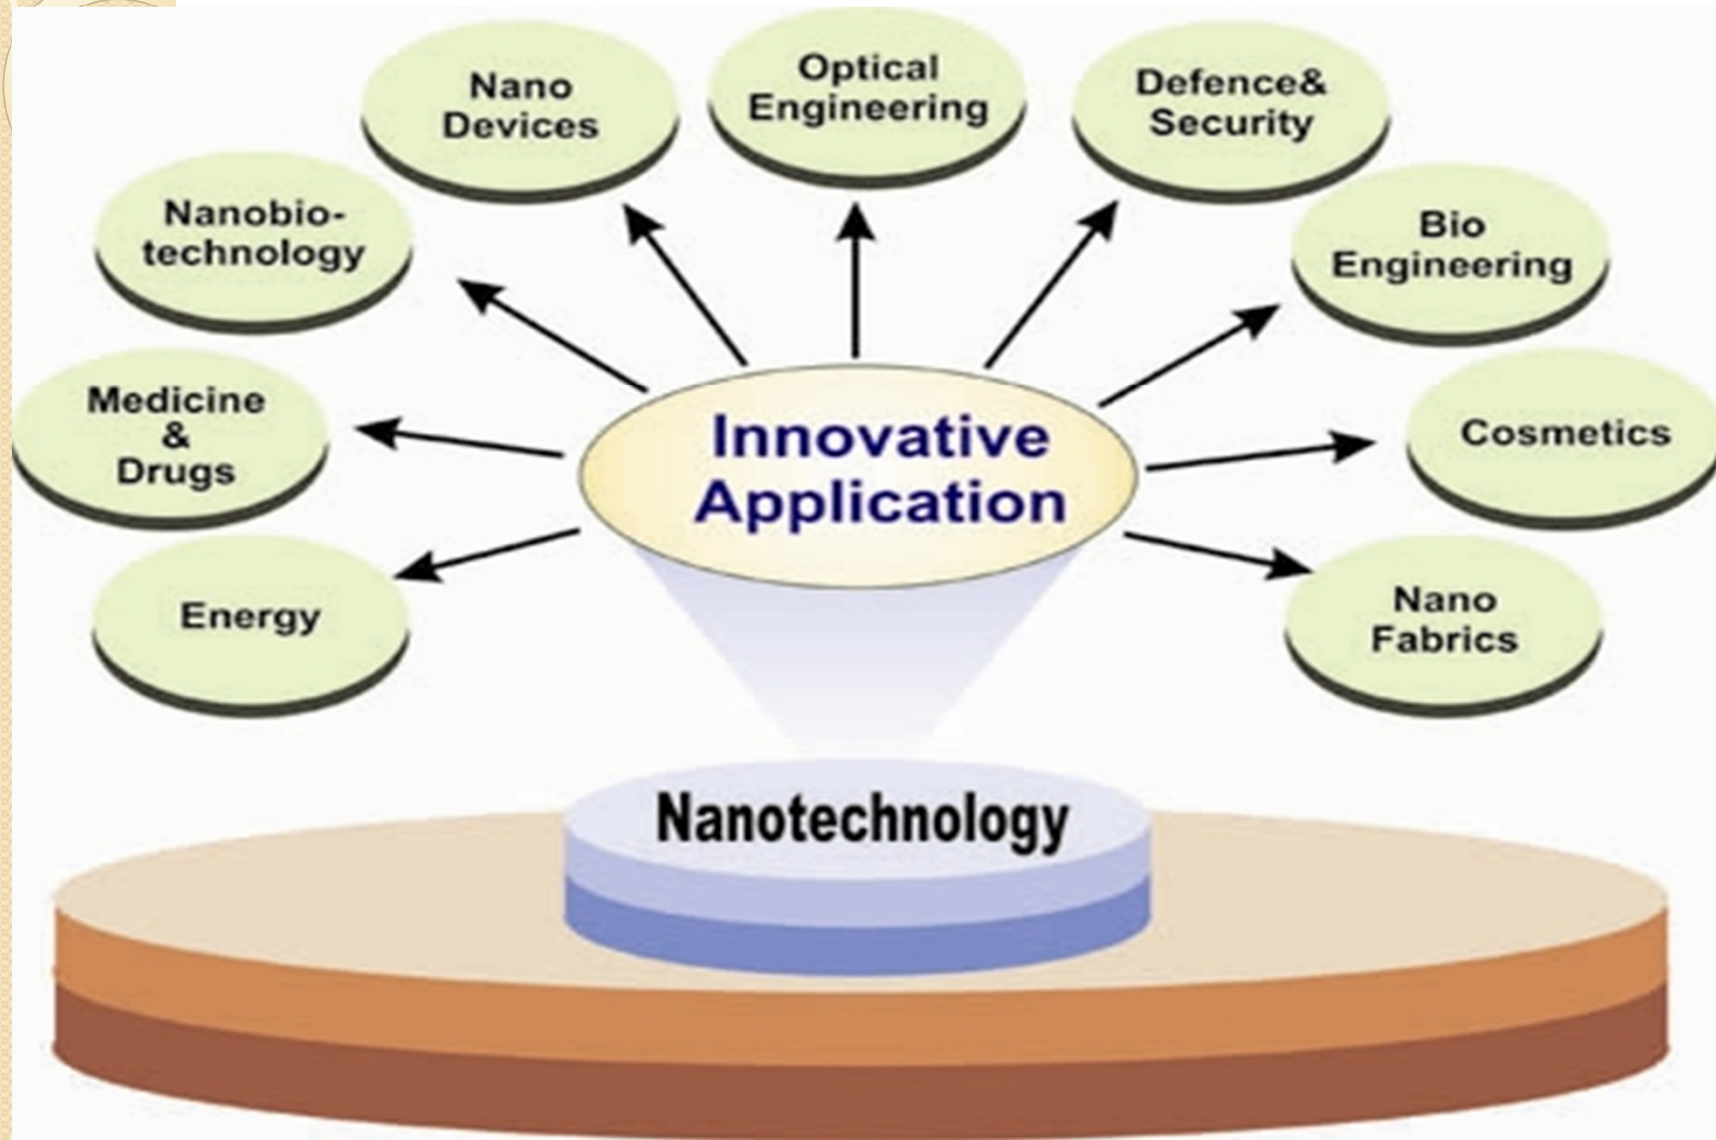 Nano
Devices
Optical
Engineering
Defence&
Security
Nanobio-
technology
Bio
Engineering
Medicine
&
Drugs
Innovative
Application
Cosmetics
Energy
Nano
Fabrics
Nanotechnology